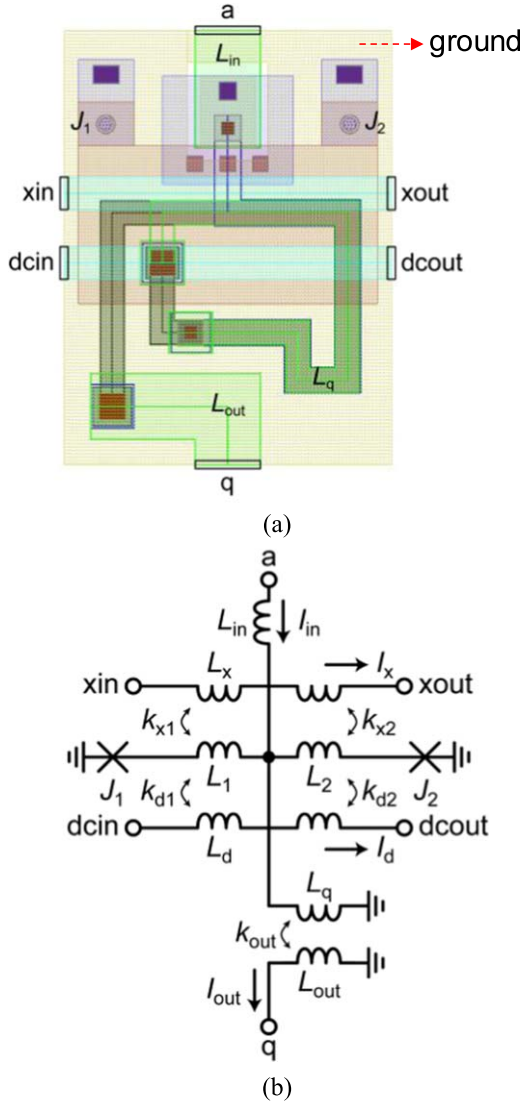 a
ground
Lin
J1
J2
xin
xout
dcin
dcout
Lq
Lout
q
(a)
a
Lin
Iin
Lx
Ix
xin
xout
kx1
kx2
J1
L1
L2
J2
kd1
kd2
dcin
dcout
Ld
Id
Lq
kout
Iout
Lout
q
(b)